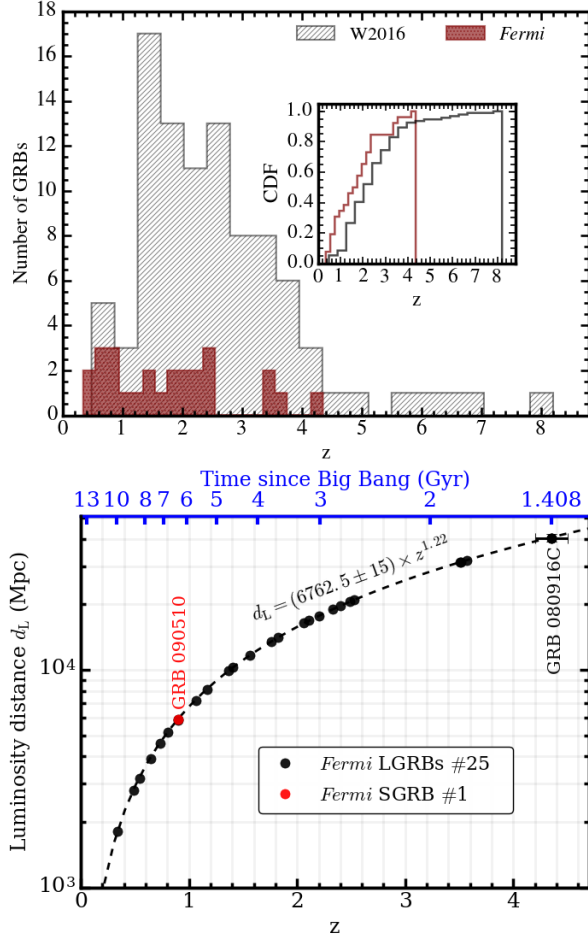 18
16
14
12
10
8
6
4
2
0
Number of GRBs
W2016 Fermi
1.0
0.8
0.6
0.4
0.2
0.0
CDF
0 1 2 3 4 5 6 7 8
z
0 1 2 3 4 5 6 7 8
z
Time since Big Bang (Gyr)
13 10 8 7 6 5 4 3 2 1.408
Luminosity distance d_L (Mpc)
10⁴
10³
d_L = (6762.5 ± 15) × z^1.22
GRB 090510
GRB 080916C
Fermi LGRBs #25
Fermi SGRB #1
0 1 2 3 4
z